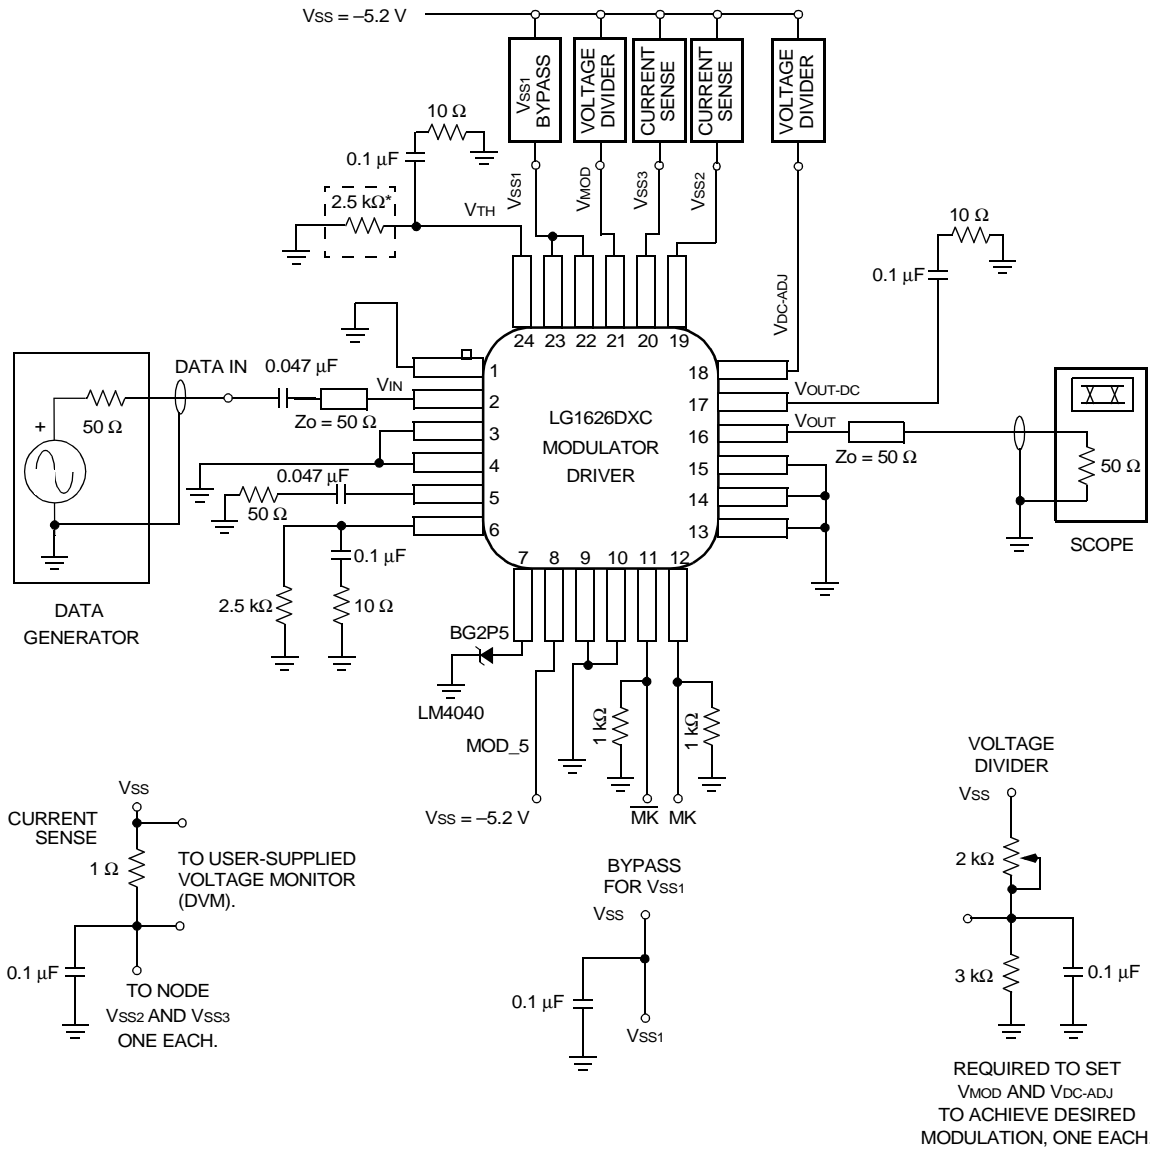 VSS = –5.2 V
VSS1
BYPASS
VOLTAGE
DIVIDER
CURRENT
SENSE
CURRENT
SENSE
VOLTAGE
DIVIDER
10 Ω
0.1 µF
2.5 kΩ*
VTH
VSS1
VMOD
VSS3
VSS2
VDC-ADJ
10 Ω
0.1 µF
24 23 22 21 20 19
DATA IN
0.047 µF
VIN
Zo = 50 Ω
50 Ω
+
0.047 µF
50 Ω
0.1 µF
2.5 kΩ
10 Ω
DATA
GENERATOR
1
2
3
4
5
6
LG1626DXC
MODULATOR
DRIVER
18
17
16
15
14
13
VOUT-DC
VOUT
Zo = 50 Ω
50 Ω
SCOPE
7 8 9 10 11 12
BG2P5
LM4040
MOD_5
1 kΩ
1 kΩ
VSS = –5.2 V
MK MK
VSS
CURRENT
SENSE
1 Ω
TO USER-SUPPLIED
VOLTAGE MONITOR
(DVM).
0.1 µF
TO NODE
VSS2 AND VSS3
ONE EACH.
BYPASS
FOR VSS1
VSS
0.1 µF
VSS1
VOLTAGE
DIVIDER
VSS
2 kΩ
3 kΩ
0.1 µF
REQUIRED TO SET
VMOD AND VDC-ADJ
TO ACHIEVE DESIRED
MODULATION, ONE EACH